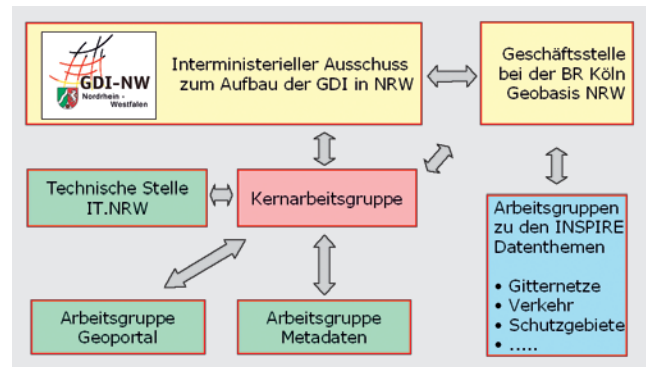 GDI-NW
Nordrhein -
Westfalen
Interministerieller Ausschuss
zum Aufbau der GDI in NRW
Geschäftsstelle
bei der BR Köln
Geobasis NRW
Technische Stelle
IT.NRW
Kernarbeitsgruppe
Arbeitsgruppen
zu den INSPIRE
Datenthemen
• Gitternetze
• Verkehr
• Schutzgebiete
• .....
Arbeitsgruppe
Geoportal
Arbeitsgruppe
Metadaten